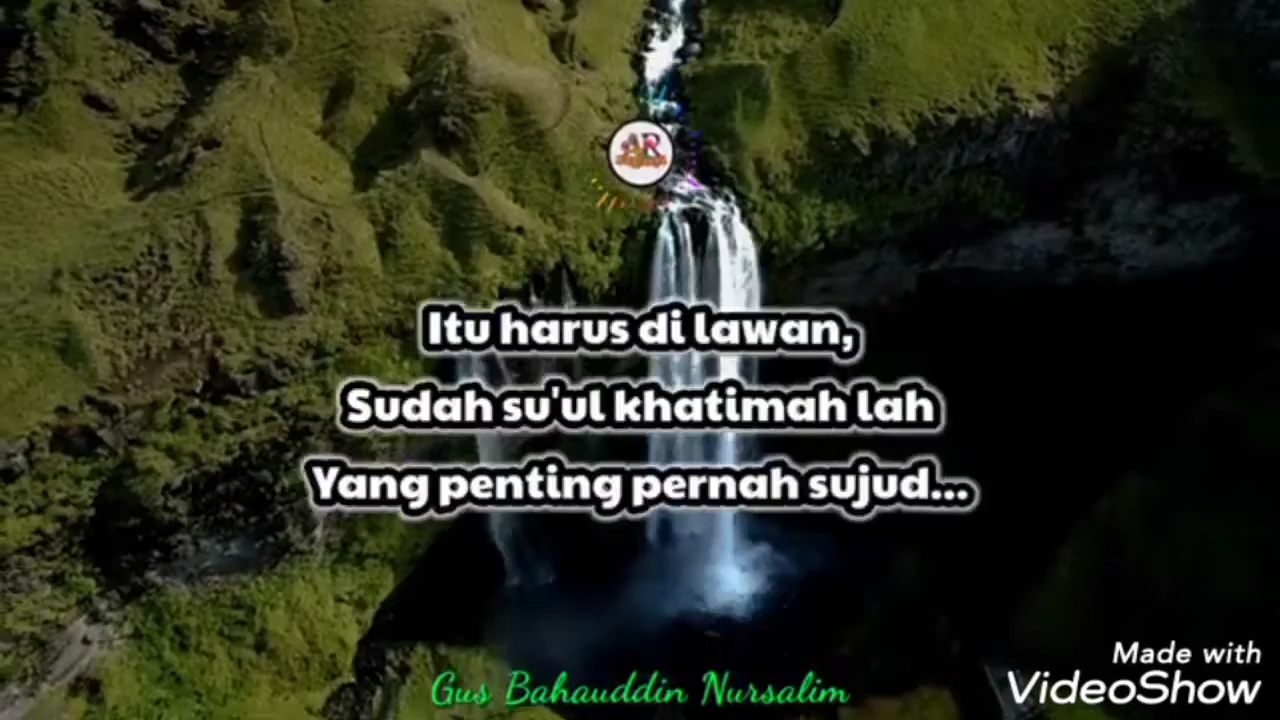 AR
Itu harus di lawan,
Sudah su'ul khatimah lah
Yang penting pernah sujud...
Gus Bahauddin Nursalim
Made with
VideoShow